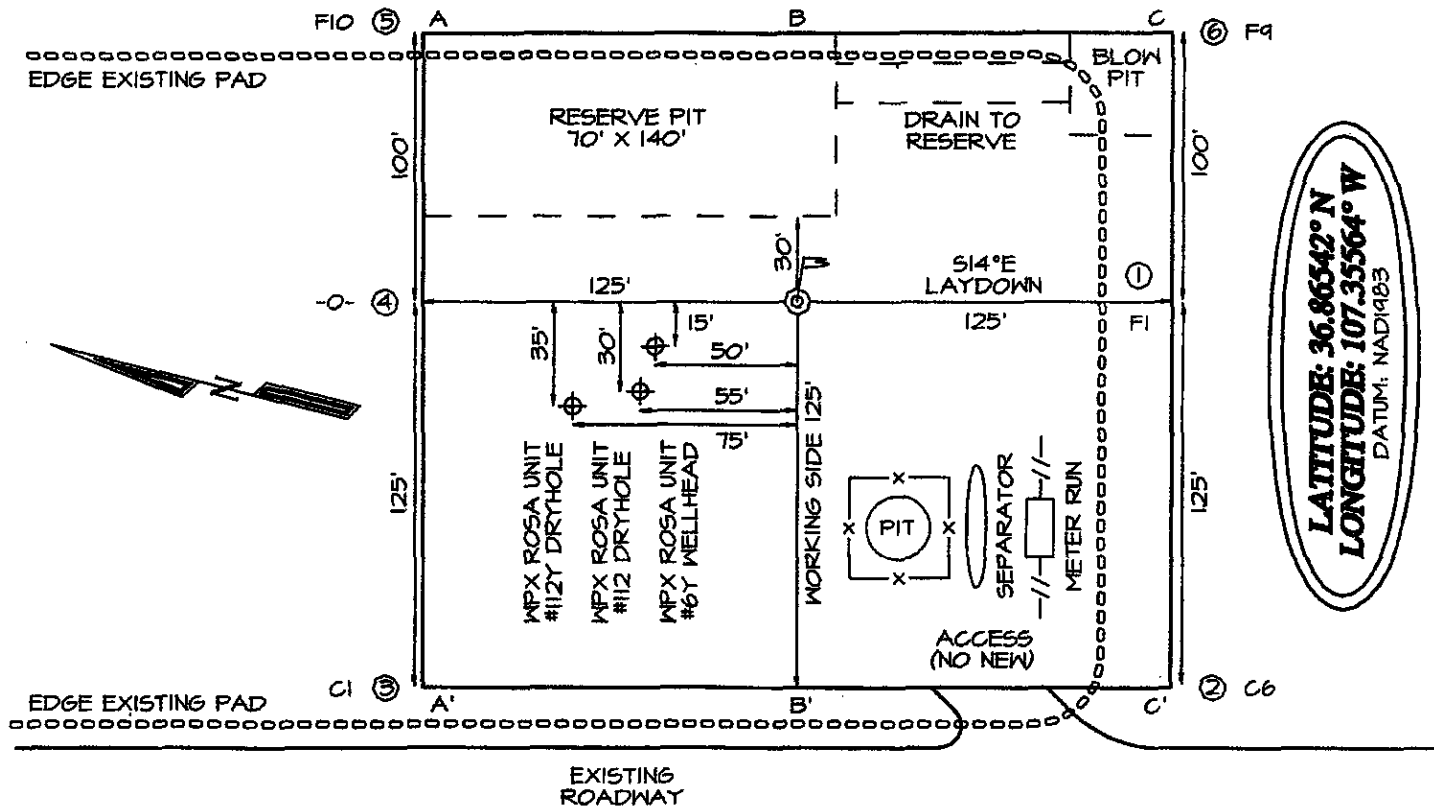 F10 ⑤ A B C ⑥ F9
EDGE EXISTING PAD
BLOW
PIT
RESERVE PIT
70' X 140'
DRAIN TO
RESERVE
100'
100'
30'
S14°E
LAYDOWN
①
-0- ④
125'
125'
F1
15'
30'
35'
50'
55'
75'
N
WPX ROSA UNIT
#112Y DRYHOLE
WPX ROSA UNIT
#112 DRYHOLE
WPX ROSA UNIT
#6Y WELLHEAD
WORKING SIDE 125'
PIT
SEPARATOR
METER RUN
125'
125'
ACCESS
(NO NEW)
C1 ③ A' B' C' ② C6
EDGE EXISTING PAD
EXISTING
ROADWAY
LATITUDE: 36.86542° N
LONGITUDE: 107.35564° W
DATUM: NAD1983